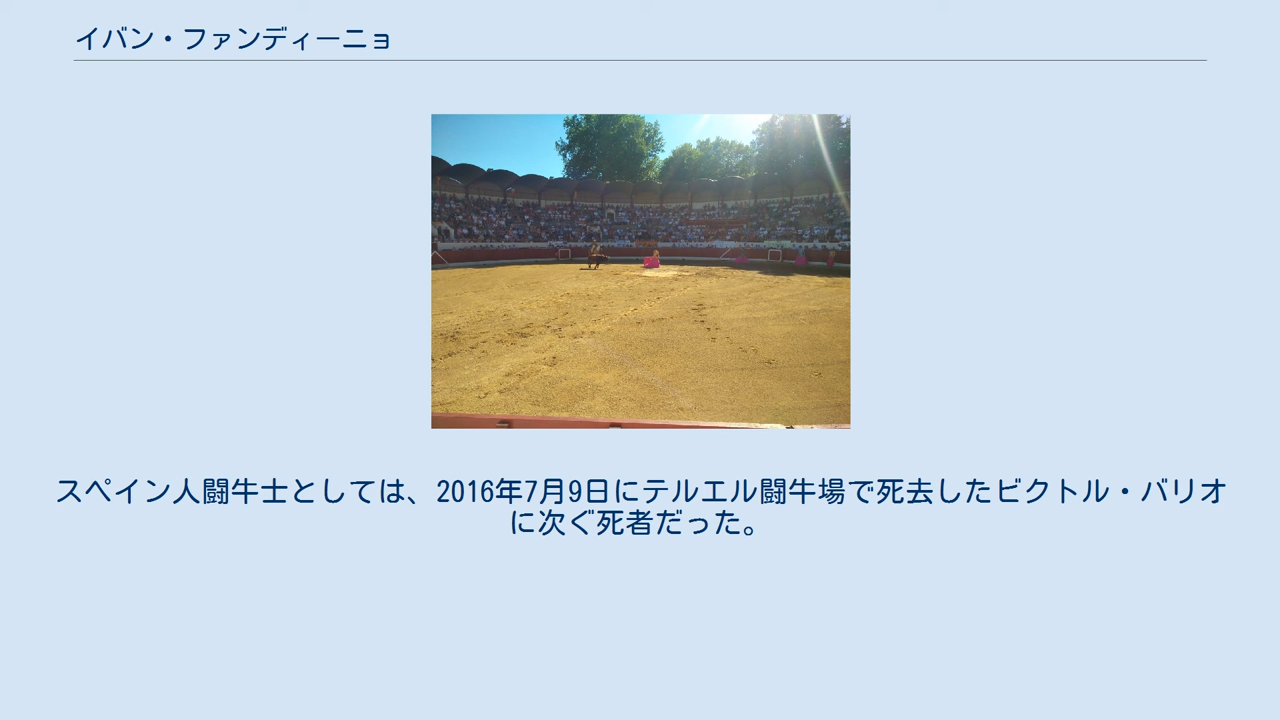 イバン・ファンディーニョ
スペイン人闘牛士としては、2016年7月9日にテルエル闘牛場で死去したビクトル・バリオ
に次ぐ死者だった。